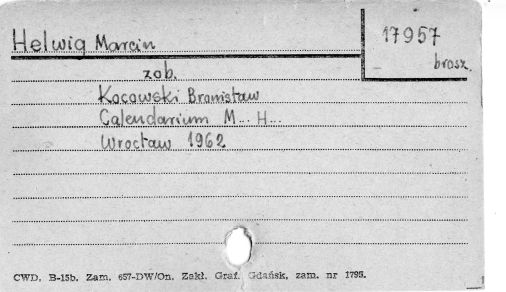 Helwig Marcin
17957
brosz.
zob.
Kocowski Bronisław
Calendarium M... H...
Wrocław 1962
CWD. B-15b. Zam. 657-DW/On. Zakł. Graf. Gdańsk, zam. nr 1795.